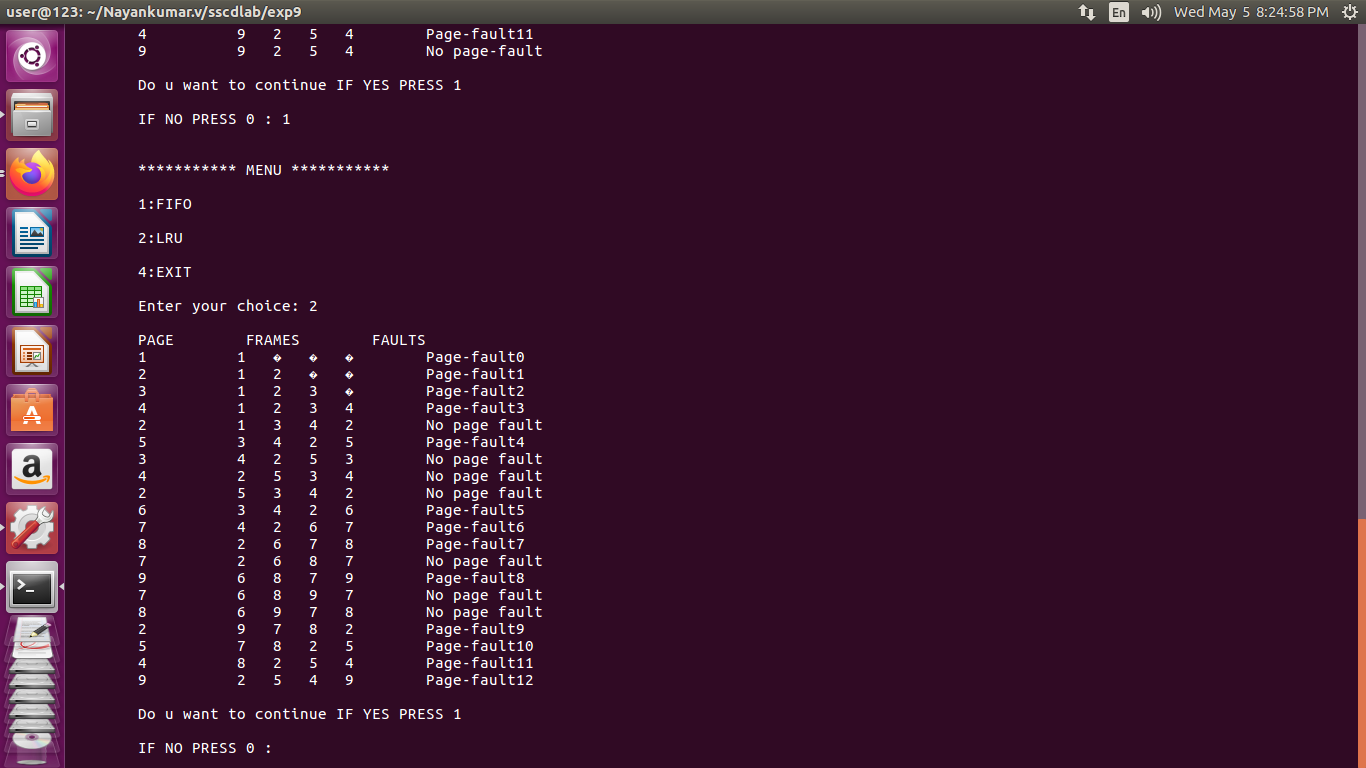 user@123: ~/Nayankumar.v/sscdlab/exp9 En Wed May 5 8:24:58 PM
4 9 2 5 4 Page-fault11
9 9 2 5 4 No page-fault
Do u want to continue IF YES PRESS 1
IF NO PRESS 0 : 1
*********** MENU ***********
1:FIFO
2:LRU
4:EXIT
Enter your choice: 2
PAGE FRAMES FAULTS
1 1 � � � Page-fault0
2 1 2 � � Page-fault1
3 1 2 3 � Page-fault2
4 1 2 3 4 Page-fault3
2 1 3 4 2 No page fault
5 3 4 2 5 Page-fault4
3 4 2 5 3 No page fault
4 2 5 3 4 No page fault
2 5 3 4 2 No page fault
6 3 4 2 6 Page-fault5
7 4 2 6 7 Page-fault6
8 2 6 7 8 Page-fault7
7 2 6 8 7 No page fault
9 6 8 7 9 Page-fault8
7 6 8 9 7 No page fault
8 6 9 7 8 No page fault
2 9 7 8 2 Page-fault9
5 7 8 2 5 Page-fault10
4 8 2 5 4 Page-fault11
9 2 5 4 9 Page-fault12
Do u want to continue IF YES PRESS 1
IF NO PRESS 0 :